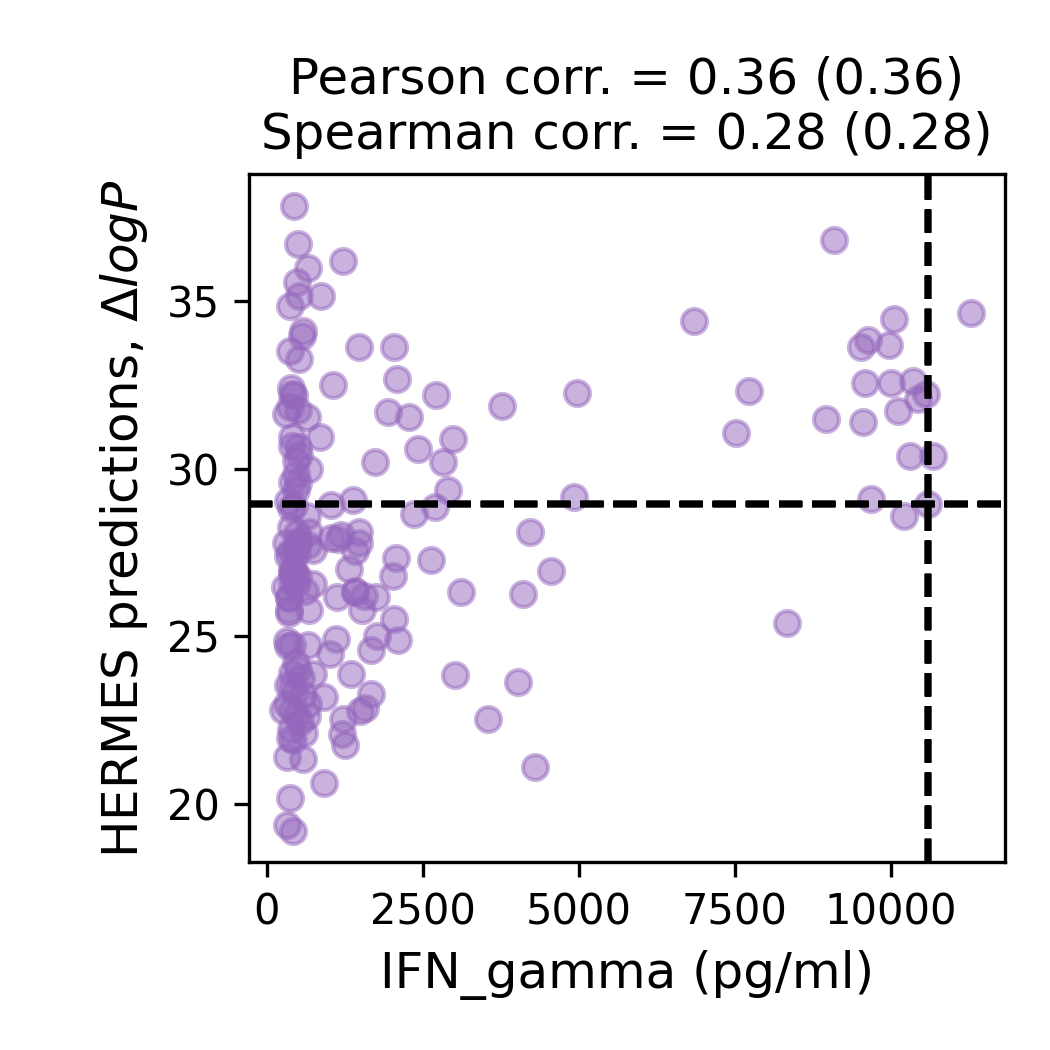 Pearson corr. = 0.36 (0.36)
Spearman corr. = 0.28 (0.28)
HERMES predictions, ΔlogP
35
30
25
20
0 2500 5000 7500 10000
IFN_gamma (pg/ml)